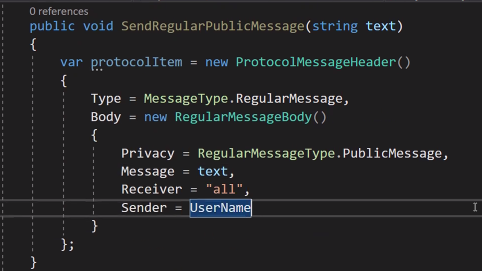 0 references
public void SendRegularPublicMessage(string text)
{
var protocolItem = new ProtocolMessageHeader()
{
Type = MessageType.RegularMessage,
Body = new RegularMessageBody()
{
Privacy = RegularMessageType.PublicMessage,
Message = text,
Receiver = "all",
Sender = UserName
}
};
}